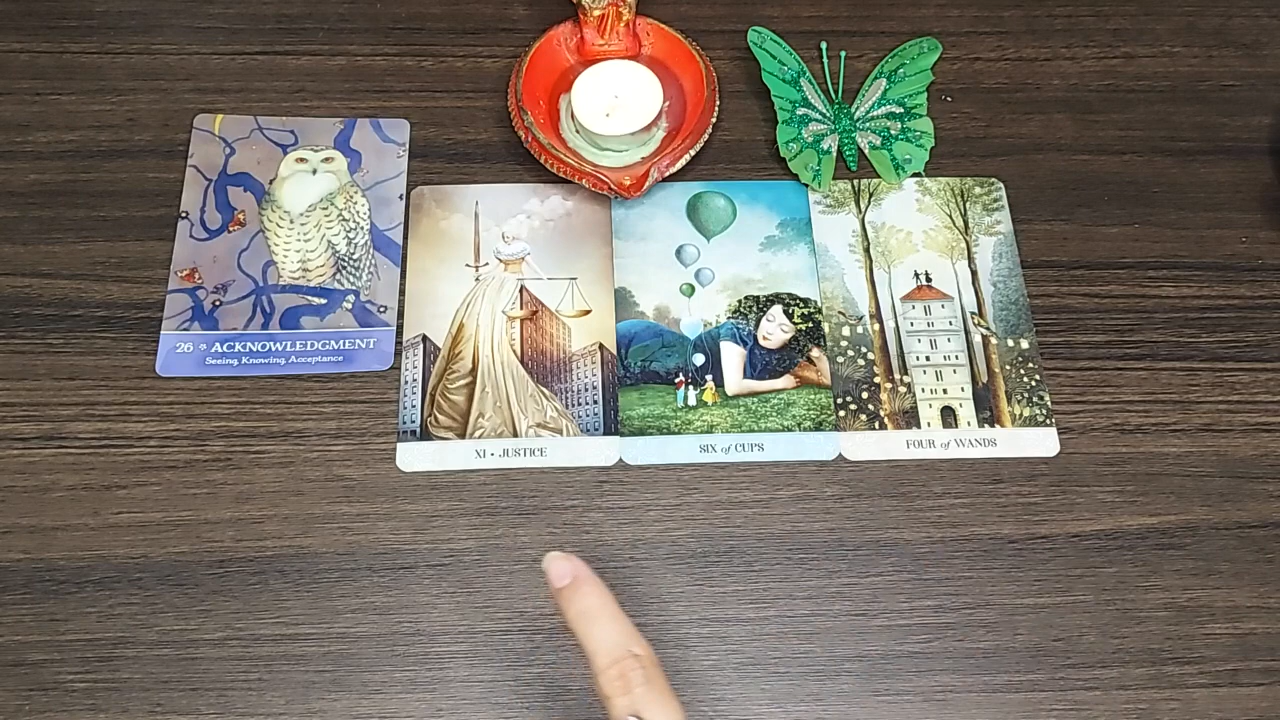 26 ❊ ACKNOWLEDGMENT
Seeing, Knowing, Acceptance
XI • JUSTICE
SIX of CUPS
FOUR of WANDS